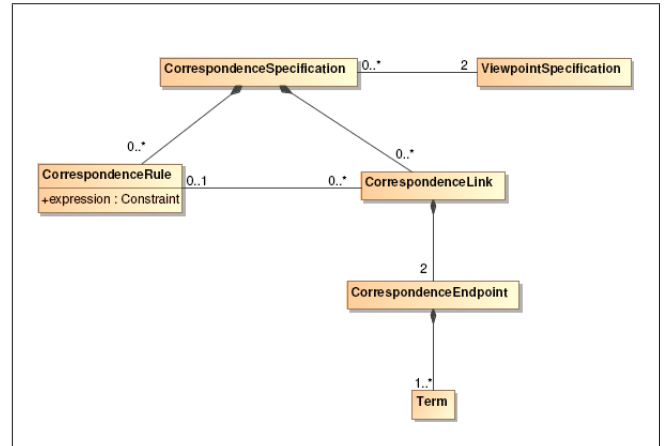 CorrespondenceSpecification
0..*
2
ViewpointSpecification
0..*
0..*
CorrespondenceRule
+expression : Constraint
0..1
0..*
CorrespondenceLink
2
CorrespondenceEndpoint
1..*
Term